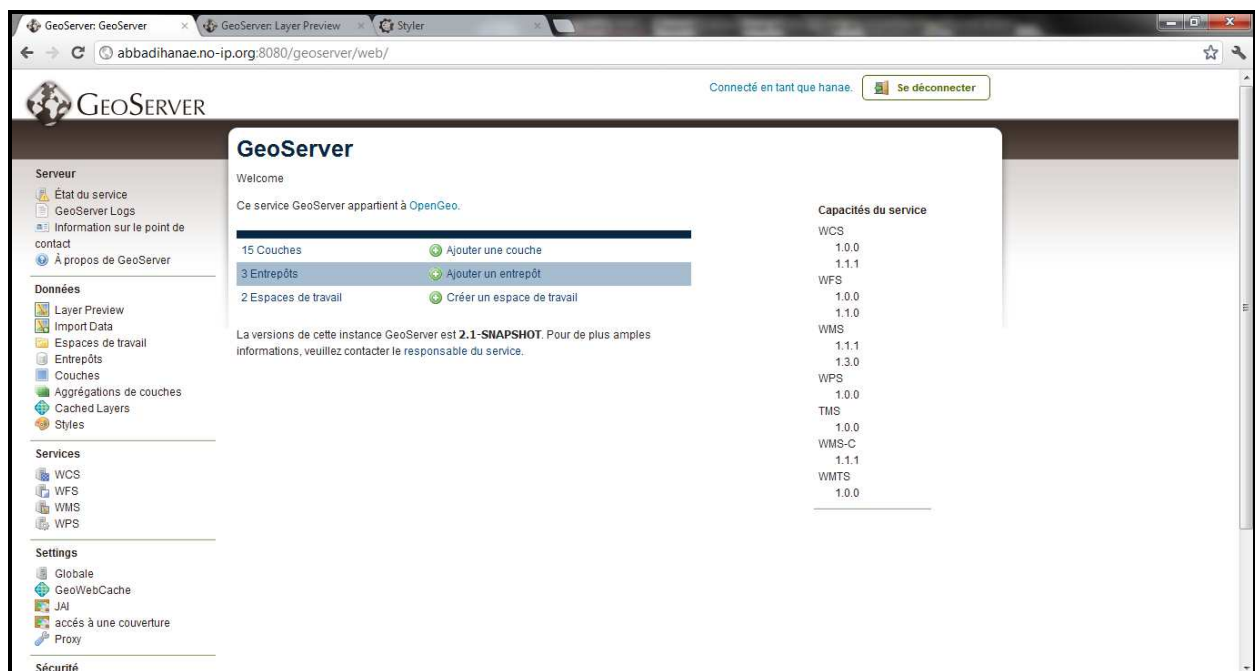 GeoServer: GeoServer
GeoServer: Layer Preview
Styler
abbadihanae.no-ip.org:8080/geoserver/web/
GEOSERVER
Connecté en tant que hanae.
Se déconnecter
Serveur
État du service
GeoServer Logs
Information sur le point de
contact
À propos de GeoServer
Données
Layer Preview
Import Data
Espaces de travail
Entrepôts
Couches
Aggrégations de couches
Cached Layers
Styles
Services
WCS
WFS
WMS
WPS
Settings
Globale
GeoWebCache
JAI
accés à une couverture
Proxy
Sécurité
GeoServer
Welcome
Ce service GeoServer appartient à OpenGeo.
15 Couches Ajouter une couche
3 Entrepôts Ajouter un entrepôt
2 Espaces de travail Créer un espace de travail
La versions de cette instance GeoServer est 2.1-SNAPSHOT. Pour de plus amples
informations, veuillez contacter le responsable du service.
Capacités du service
WCS
1.0.0
1.1.1
WFS
1.0.0
1.1.0
WMS
1.1.1
1.3.0
WPS
1.0.0
TMS
1.0.0
WMS-C
1.1.1
WMTS
1.0.0